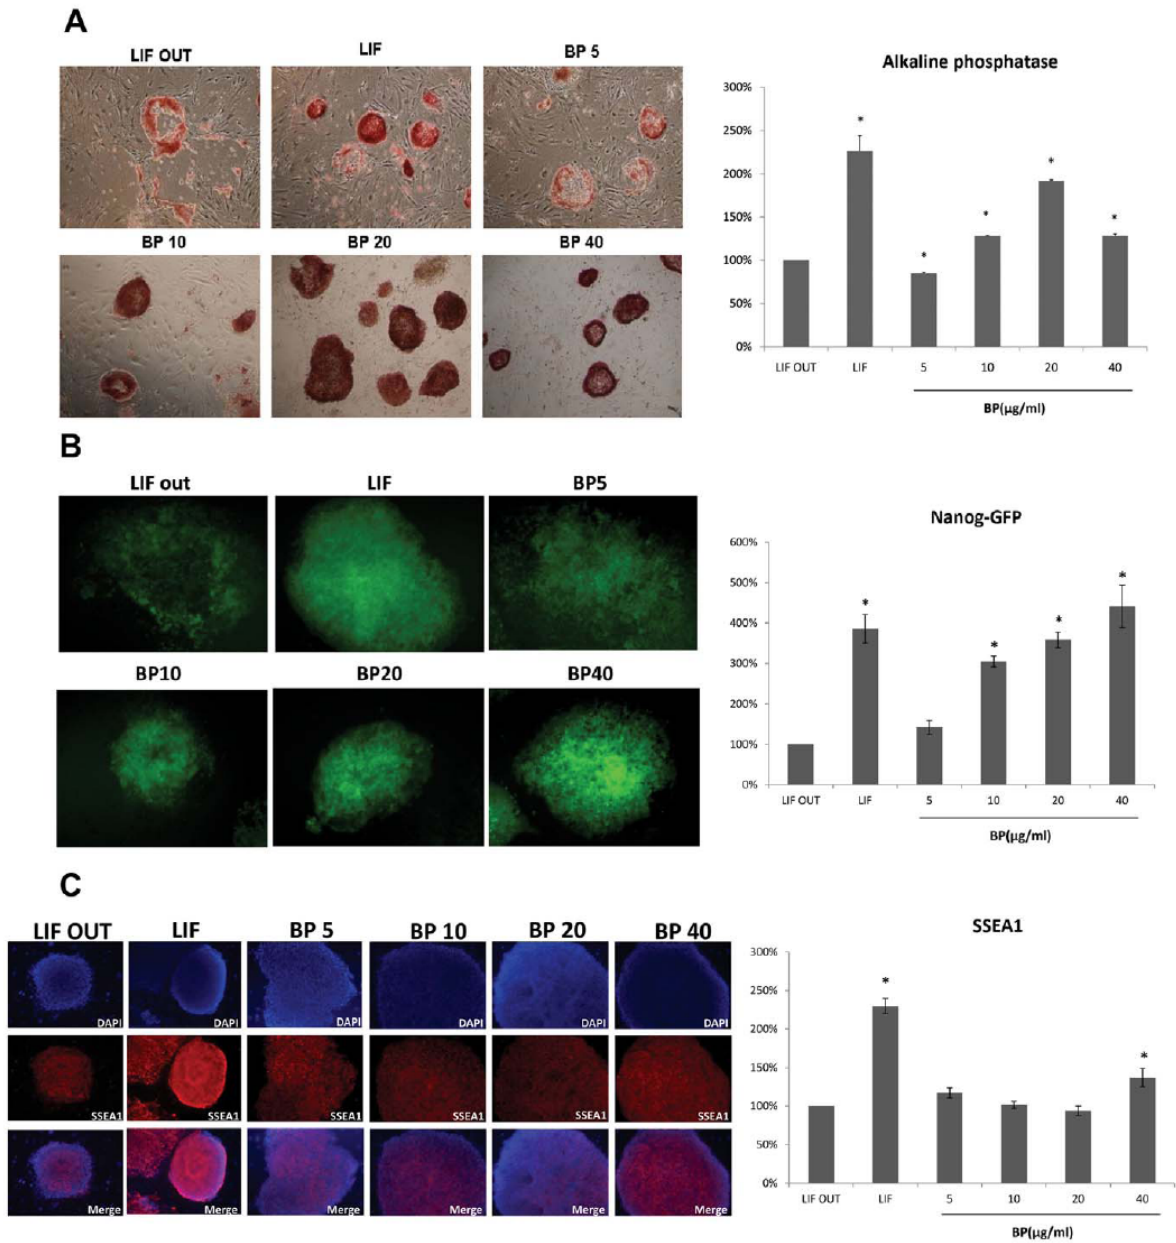 A
LIF OUT
LIF
BP 5
BP 10
BP 20
BP 40
Alkaline phosphatase
300%
250%
200%
150%
100%
50%
0%
*
*
*
*
*
LIF OUT
LIF
5
10
20
40
BP(μg/ml)
B
LIF out
LIF
BP5
BP10
BP20
BP40
Nanog-GFP
600%
500%
400%
300%
200%
100%
0%
*
*
*
*
LIF OUT
LIF
5
10
20
40
BP(μg/ml)
C
LIF OUT
LIF
BP 5
BP 10
BP 20
BP 40
DAPI
DAPI
DAPI
DAPI
DAPI
DAPI
SSEA1
SSEA1
SSEA1
SSEA1
SSEA1
SSEA1
Merge
Merge
Merge
Merge
Merge
Merge
SSEA1
300%
250%
200%
150%
100%
50%
0%
*
*
LIF OUT
LIF
5
10
20
40
BP(μg/ml)